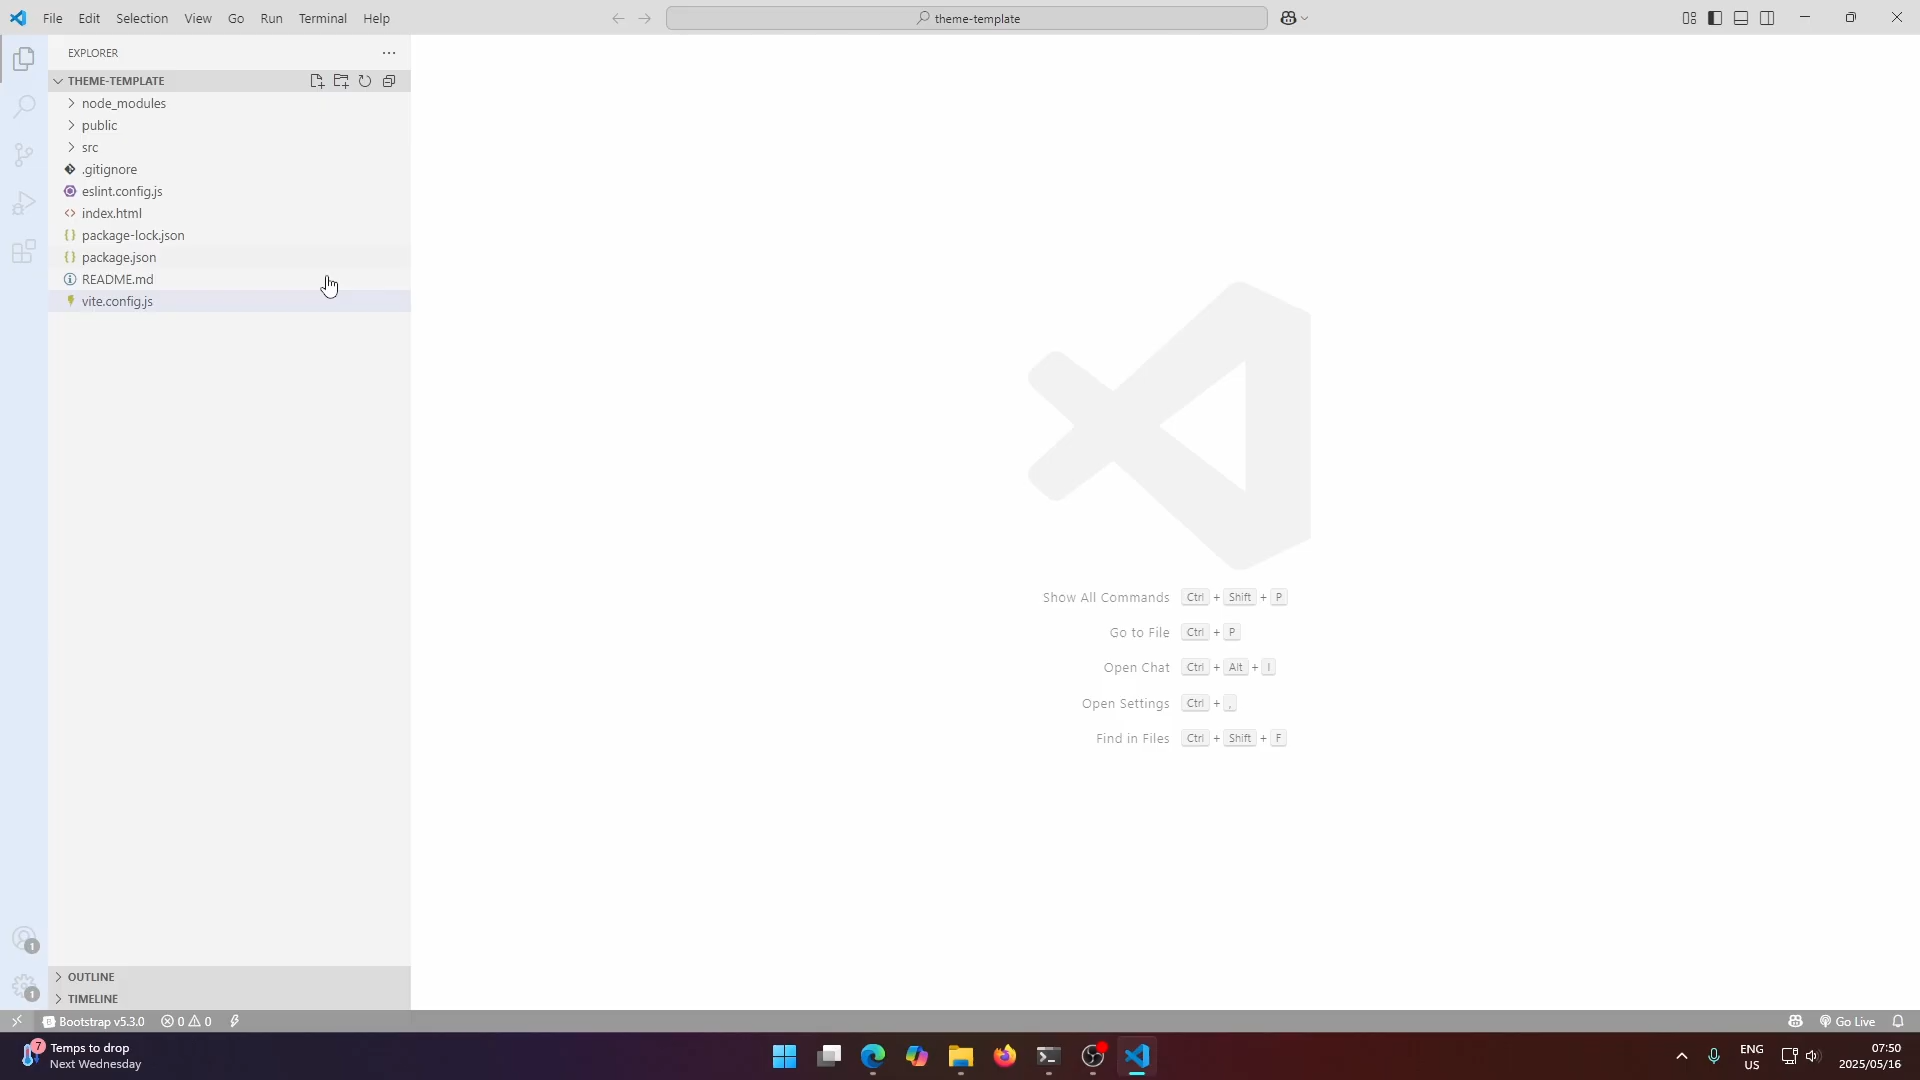 File Edit Selection View Go Run Terminal Help
theme-template
EXPLORER
THEME-TEMPLATE
node_modules
public
src
.gitignore
eslint.config.js
index.html
package-lock.json
package.json
README.md
vite.config.js
Show All Commands Ctrl + Shift + P
Go to File Ctrl + P
Open Chat Ctrl + Alt + I
Open Settings Ctrl + ,
Find in Files Ctrl + Shift + F
1
1
OUTLINE
TIMELINE
Bootstrap v5.3.0 0 0 Go Live
7
Temps to drop
Next Wednesday
ENG
US
07:50
2025/05/16